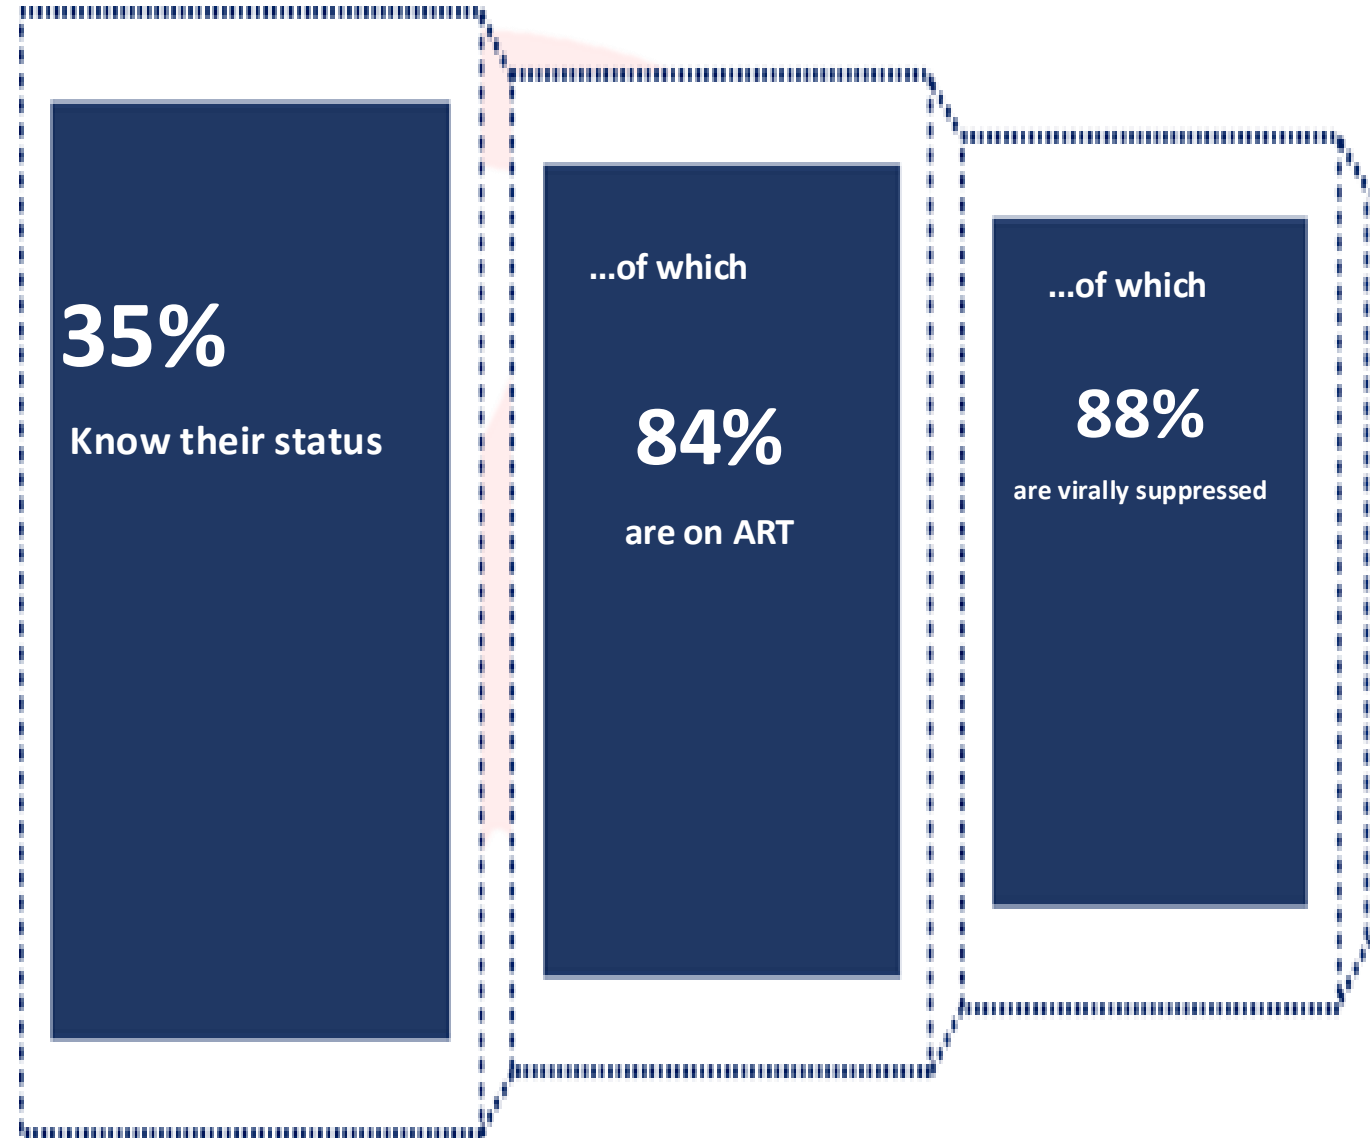 35%
Know their status
...of which
84%
are on ART
...of which
88%
are virally suppressed